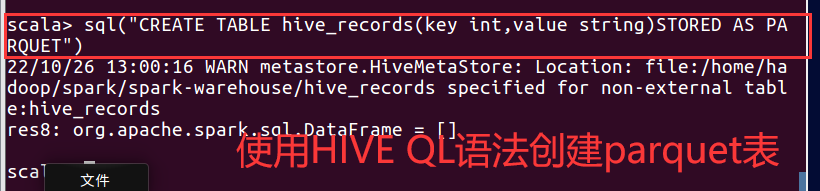 scala> sql("CREATE TABLE hive_records(key int,value string)STORED AS PA
RQUET")
22/10/26 13:00:16 WARN metastore.HiveMetaStore: Location: file:/home/ha
doop/spark/spark-warehouse/hive_records specified for non-external tabl
e:hive_records
res8: org.apache.spark.sql.DataFrame = []
使用HIVE QL语法创建parquet表
scal
文件